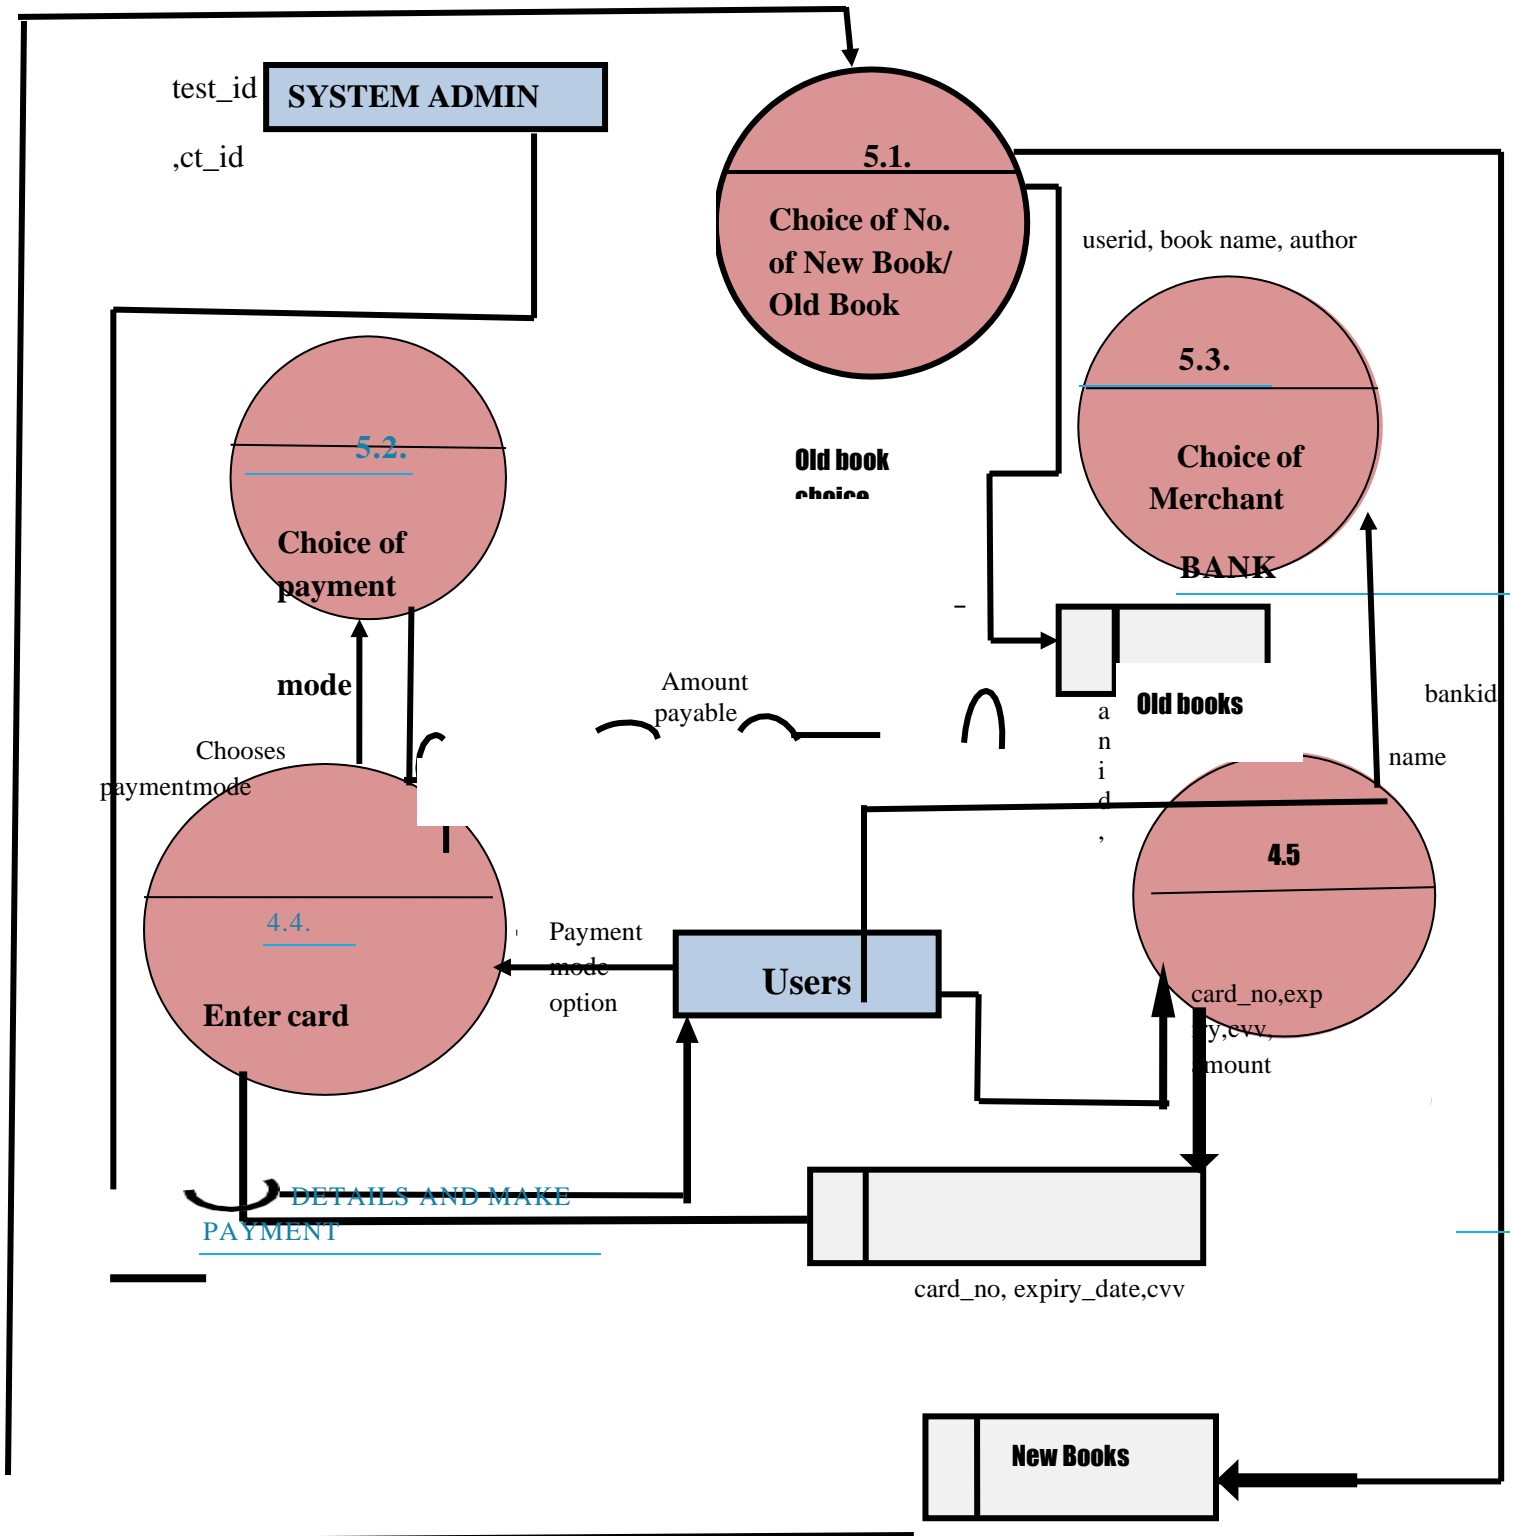 test_id
SYSTEM ADMIN
,ct_id
5.1.
Choice of No.
of New Book/
Old Book
userid, book name, author
5.3.
Choice of
Merchant
BANK
5.2.
Choice of
payment
mode
Old book
choice
Amount
payable
Old books
a
n
i
d
,
bankid
name
Chooses
paymentmode
4.5
4.4.
Enter card
Payment
mode
option
Users
card_no,exp
ry,cvv,
mount
DETAILS AND MAKE
PAYMENT
card_no, expiry_date,cvv
New Books